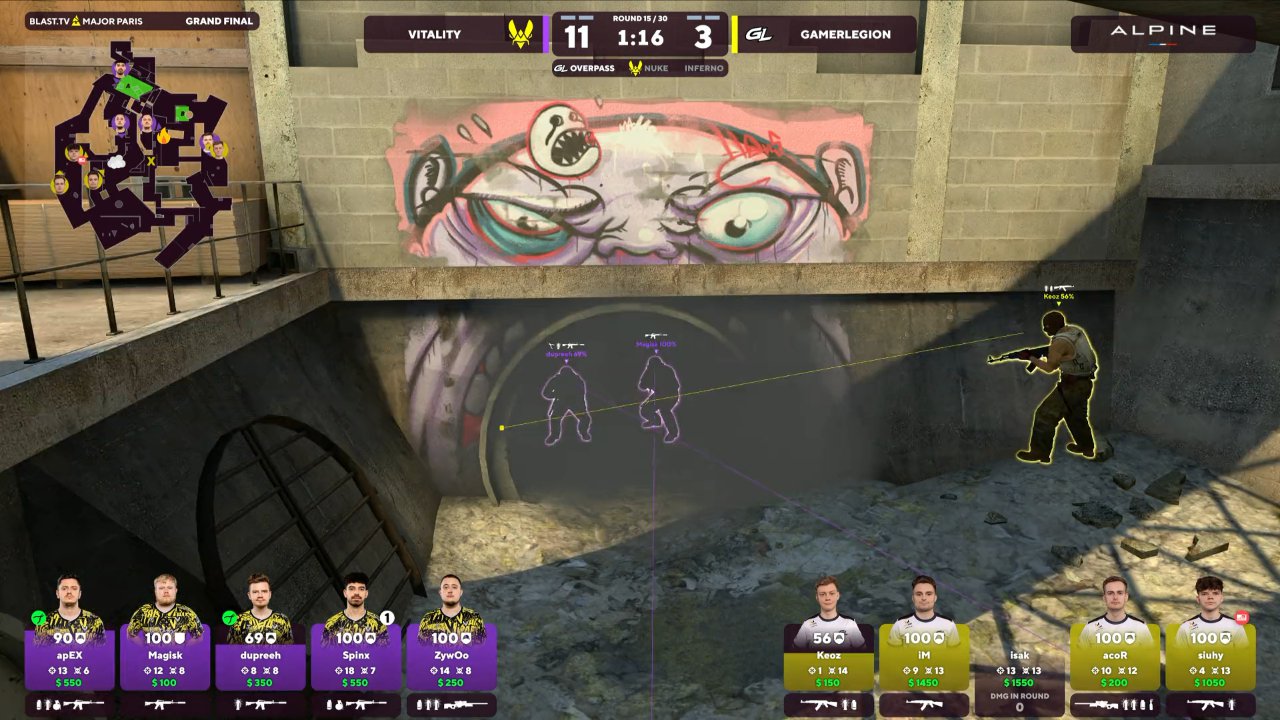 BLAST.TV MAJOR PARIS GRAND FINAL
VITALITY 11 ROUND 15 / 30 1:16 3 GL GAMERLEGION
GL OVERPASS NUKE INFERNO
ALPINE
A
B
X
Keoz 56%
dupreeh 69%
Magisk 100%
1
90 100 69 100 100
apEX Magisk dupreeh Spinx ZywOo
13 6 12 8 8 8 18 7 14 8
$550 $100 $350 $550 $250
56 100 100 100
Keoz iM isak acoR siuhy
1 14 9 13 13 13 10 12 4 13
$150 $1450 $1550 $200 $1050
DMG IN ROUND
0